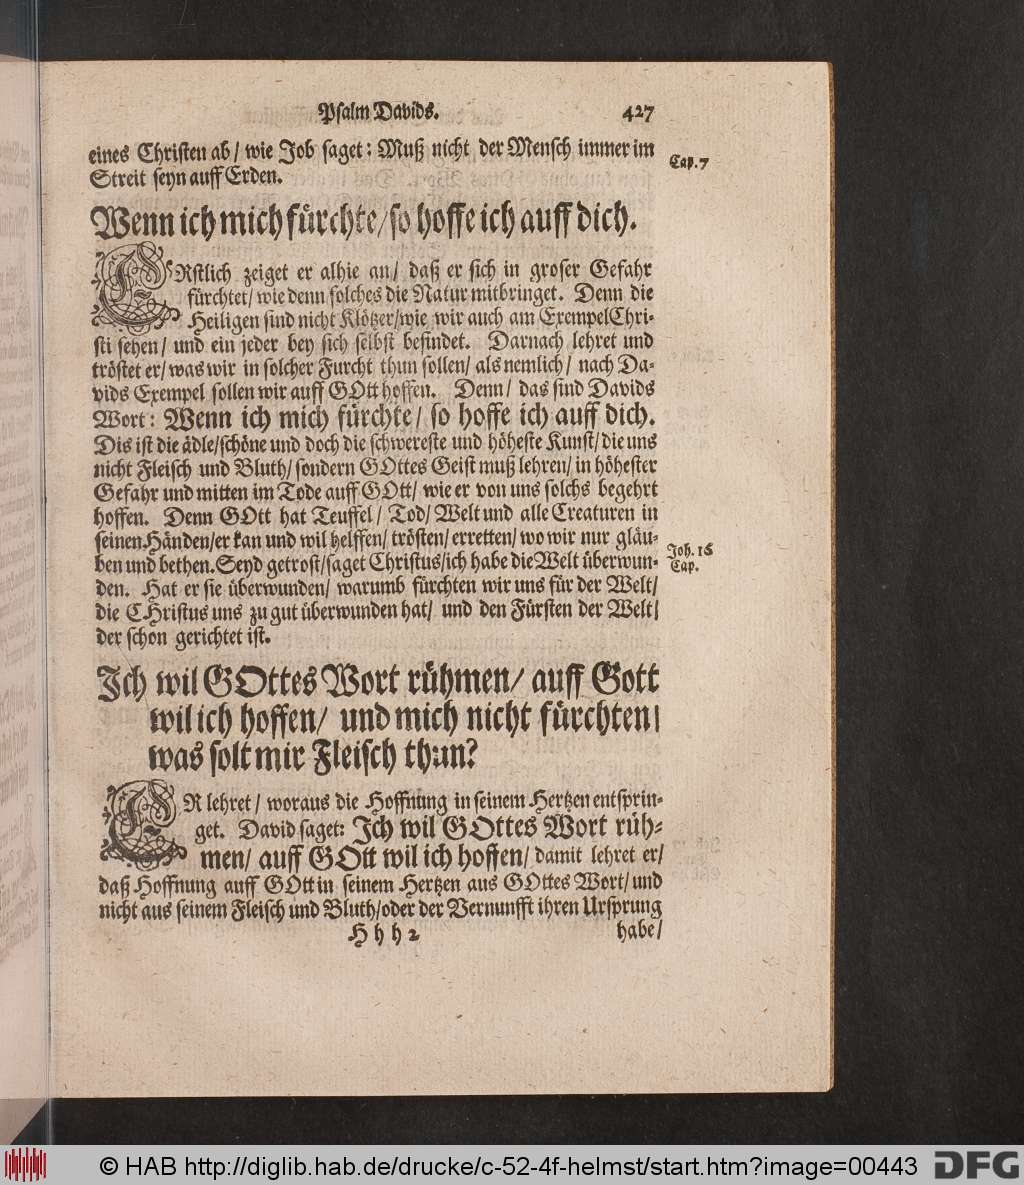 Psalm Davids. 427
eines Christen ab/ wie Job saget: Muß nicht der Mensch immer im
Cap. 7
Streit seyn auff Erden.
Wenn ich mich fürchte/ so hoffe ich auff dich.
ERstlich zeiget er alhie an/ daß er sich in groser Gefahr
fürchtet/ wie denn solches die Natur mitbringet. Denn die
Heiligen sind nicht Klötzer/ wie wir auch am Exempel Chri-
sti sehen/ und ein jeder bey sich selbst befindet. Darnach lehret und
tröstet er/ was wir in solcher Furcht thun sollen/ als nemlich/ nach Da-
vids Exempel sollen wir auff GOtt hoffen. Denn/ das sind Davids
Wort: Wenn ich mich fürchte/ so hoffe ich auff dich.
Dis ist die ädle/ schöne und doch die schwereste und höheste Kunst/ die uns
nicht Fleisch und Bluth/ sondern GOttes Geist muß lehren/ in höhester
Gefahr und mitten im Tode auff GOtt/ wie er von uns solchs begehrt
hoffen. Denn GOtt hat Teuffel/ Tod/ Welt und alle Creaturen in
seinen Händen/ er kan und wil helffen/ trösten/ erretten/ wo wir nur gläu-
Joh. 16
ben und bethen. Seyd getrost/ saget Christus/ ich habe die Welt überwun-
Cap.
den. Hat er sie überwunden/ warumb fürchten wir uns für der Welt/
die CHristus uns zu gut überwunden hat/ und den Fürsten der Welt/
der schon gerichtet ist.
Ich wil GOttes Wort rühmen/ auff Gott
wil ich hoffen/ und mich nicht fürchten/
was solt mir Fleisch thun?
ER lehret/ woraus die Hoffnung in seinem Hertzen entsprin-
get. David saget: Ich wil GOttes Wort rüh-
men/ auff GOtt wil ich hoffen/ damit lehret er/
daß Hoffnung auff GOtt in seinem Hertzen aus GOttes Wort/ und
nicht aus seinem Fleisch und Bluth/ oder der Vernunfft ihren Ursprung
Hhh 2 habe/
© HAB http://diglib.hab.de/drucke/c-52-4f-helmst/start.htm?image=00443 DFG